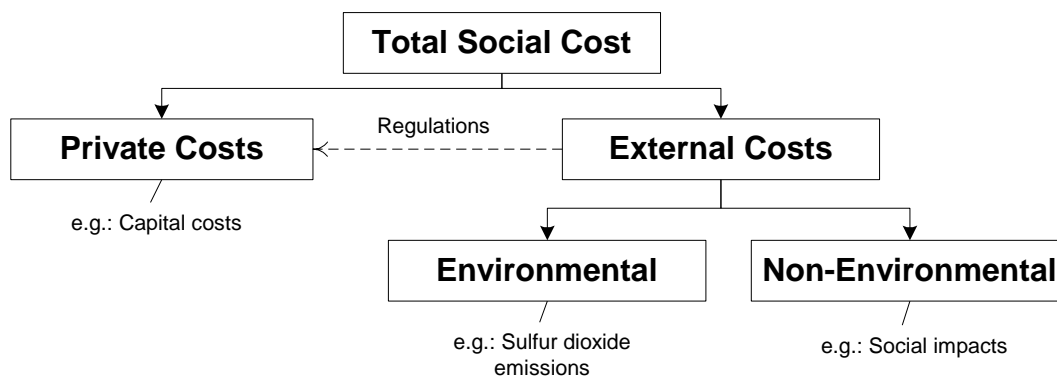 Total Social Cost
Regulations
Private Costs
External Costs
e.g.: Capital costs
Environmental
Non-Environmental
e.g.: Sulfur dioxide
emissions
e.g.: Social impacts